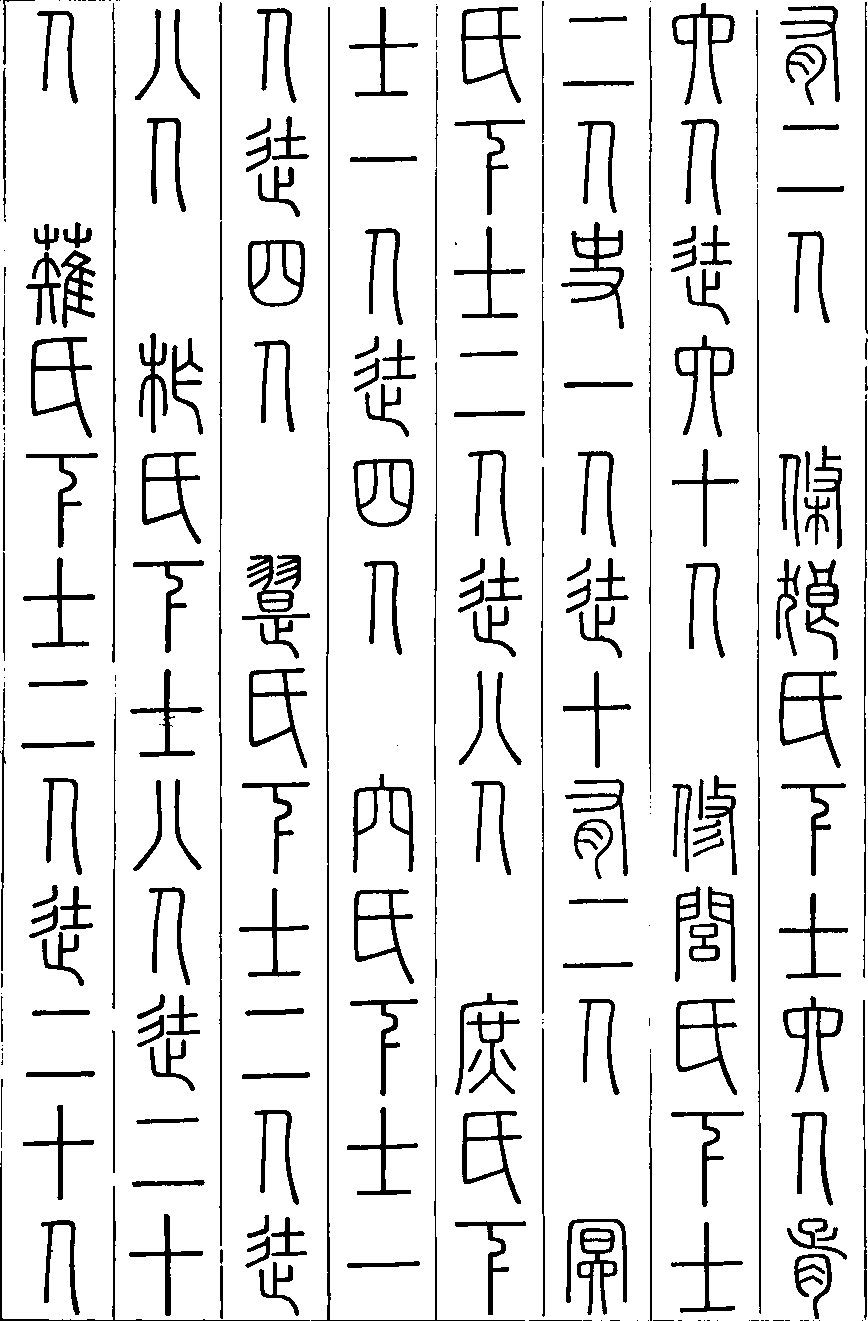 有二人　條狼氏下士六人胥
六人徒六十人　修閭氏下士
二人史一人徒十有二人　冥
氏下士二人徒八人　庶氏下
士一人徒四人　穴氏下士一
人徒四人　翨氏下士二人徒
八人　柞氏下士八人徒二十
人　薙氏下士二人徒二十人